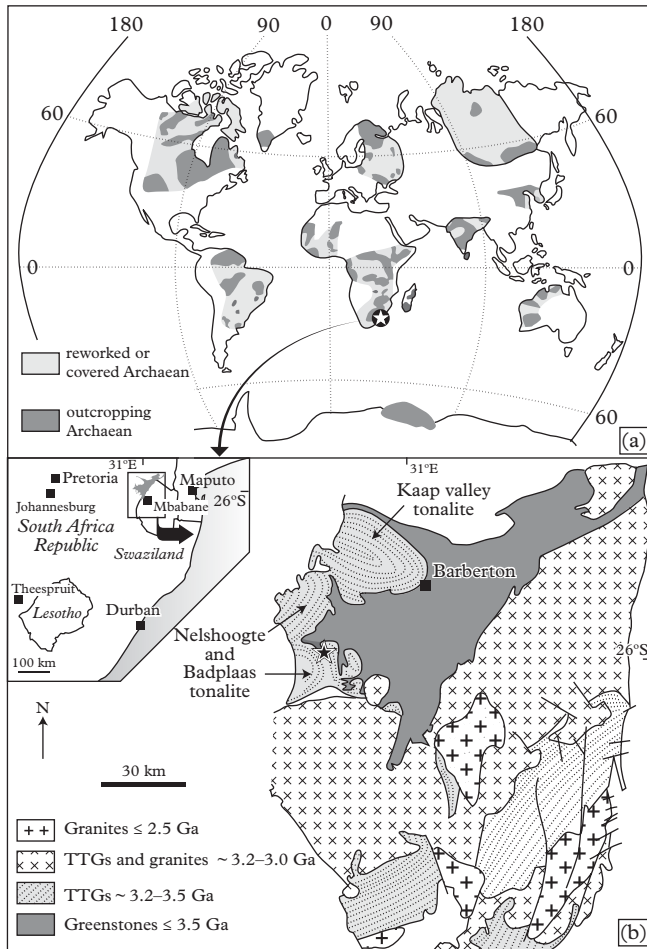 180 90 0 90 180
60 60
0 0
reworked or
covered Archaean
outcropping
Archaean
60
(a)
31°E
Pretoria
Maputo
Johannesburg
Mbabane
26°S
South Africa
Republic
Swaziland
Theespruit
Lesotho
Durban
100 km
31°E
Kaap valley
tonalite
Barberton
Nelshoogte
and
Badplaas
tonalite
26°S
N
30 km
Granites ≤ 2.5 Ga
TTGs and granites ~ 3.2–3.0 Ga
TTGs ~ 3.2–3.5 Ga
Greenstones ≤ 3.5 Ga
(b)